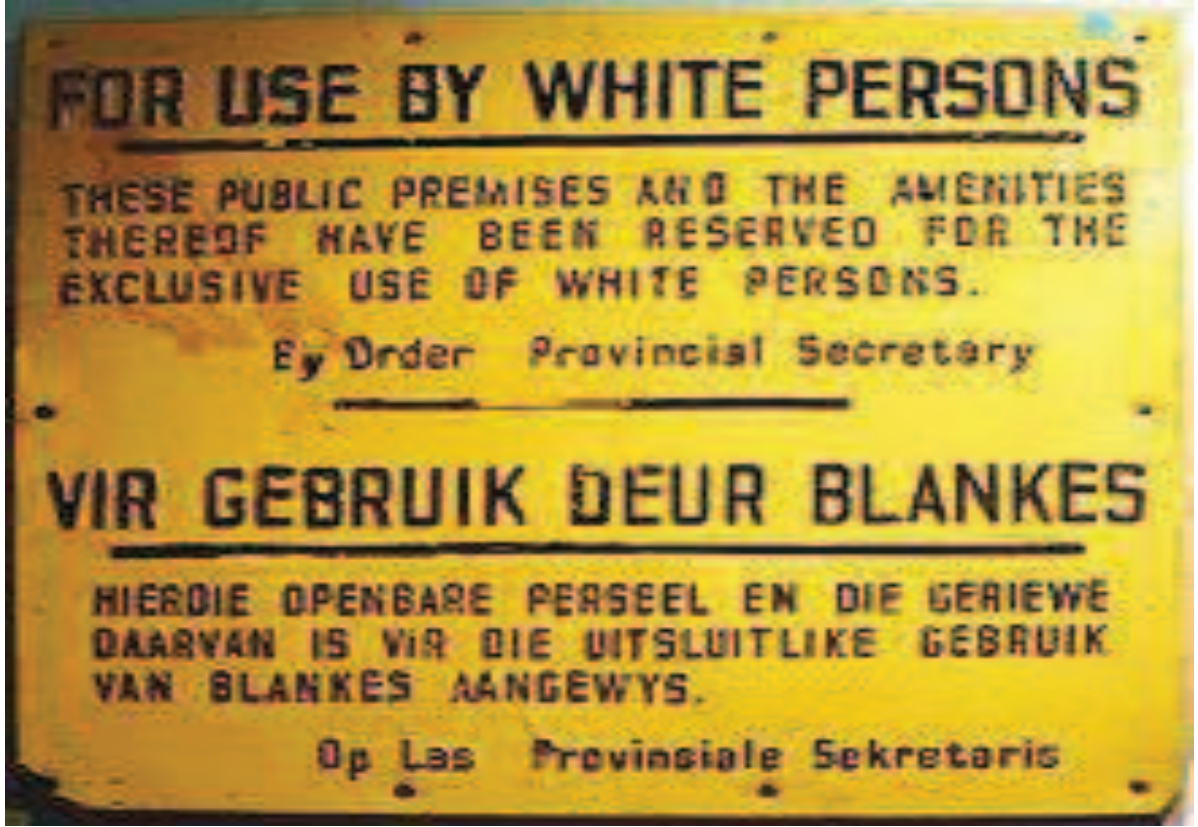 FOR USE BY WHITE PERSONS
THESE PUBLIC PREMISES AND THE AMENITIES
THEREOF HAVE BEEN RESERVED FOR THE
EXCLUSIVE USE OF WHITE PERSONS.
By Order Provincial Secretary
VIR GEBRUIK DEUR BLANKES
HIERDIE OPENBARE PERSEEL EN DIE GERIEWE
DAARVAN IS VIR DIE UITSLUITLIKE GEBRUIK
VAN BLANKES AANGEWYS.
Op Las Provinsiale Sekretaris